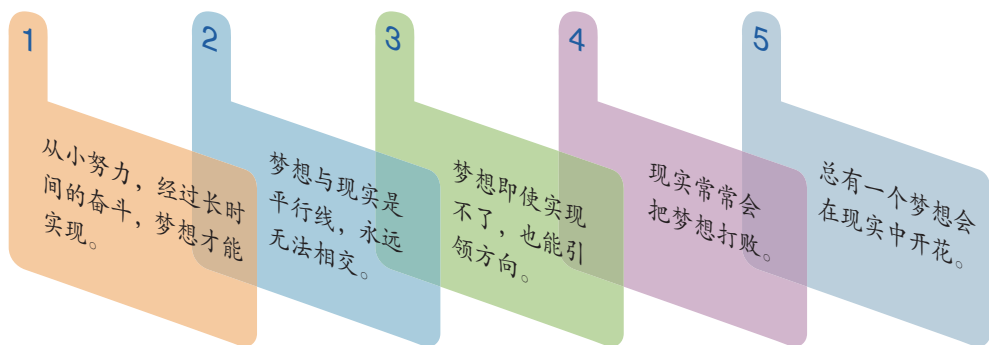 1
从小努力，经过长时
间的奋斗，梦想才能
实现。
2
梦想与现实是
平行线，永远
无法相交。
3
梦想即使实现
不了，也能引
领方向。
4
现实常常会
把梦想打败。
5
总有一个梦想会
在现实中开花。